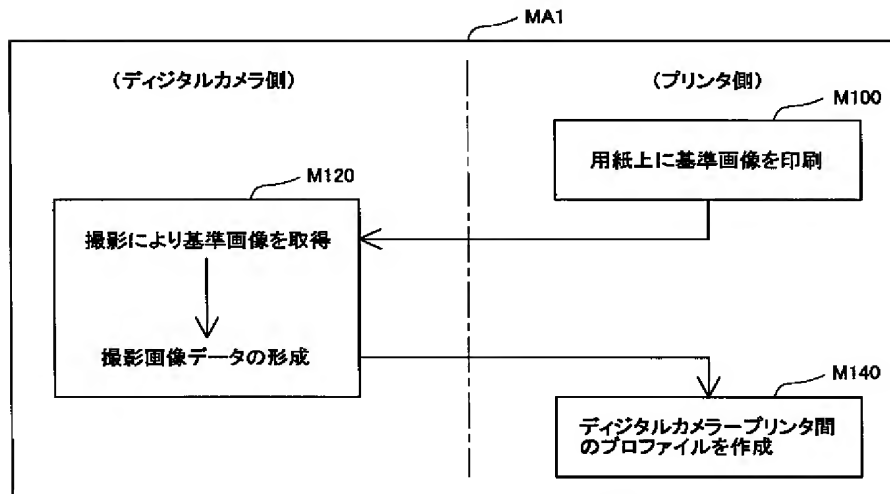 MA1
(ディジタルカメラ側)
(プリンタ側)
M100
用紙上に基準画像を印刷
M120
撮影により基準画像を取得
撮影画像データの形成
M140
ディジタルカメラープリンタ間
のプロファイルを作成